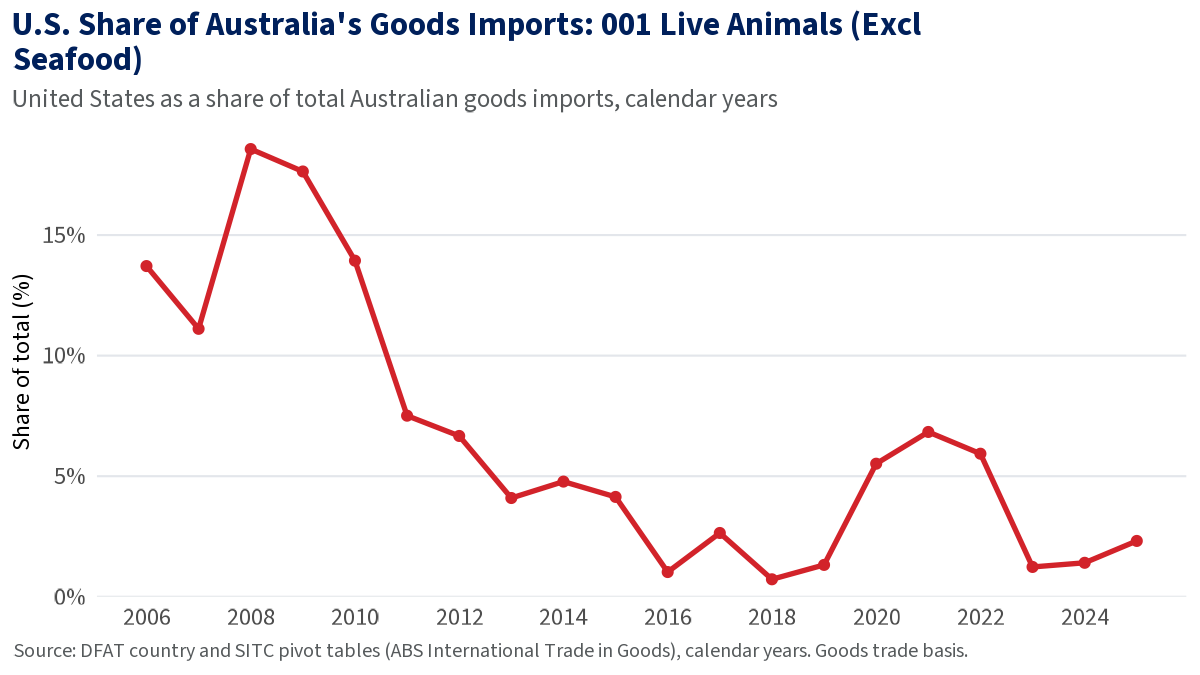 U.S. Share of Australia's Goods Imports: 001 Live Animals (Excl
Seafood)
United States as a share of total Australian goods imports, calendar years
Share of total (%)
15%
10%
5%
0%
2006 2008 2010 2012 2014 2016 2018 2020 2022 2024
Source: DFAT country and SITC pivot tables (ABS International Trade in Goods), calendar years. Goods trade basis.